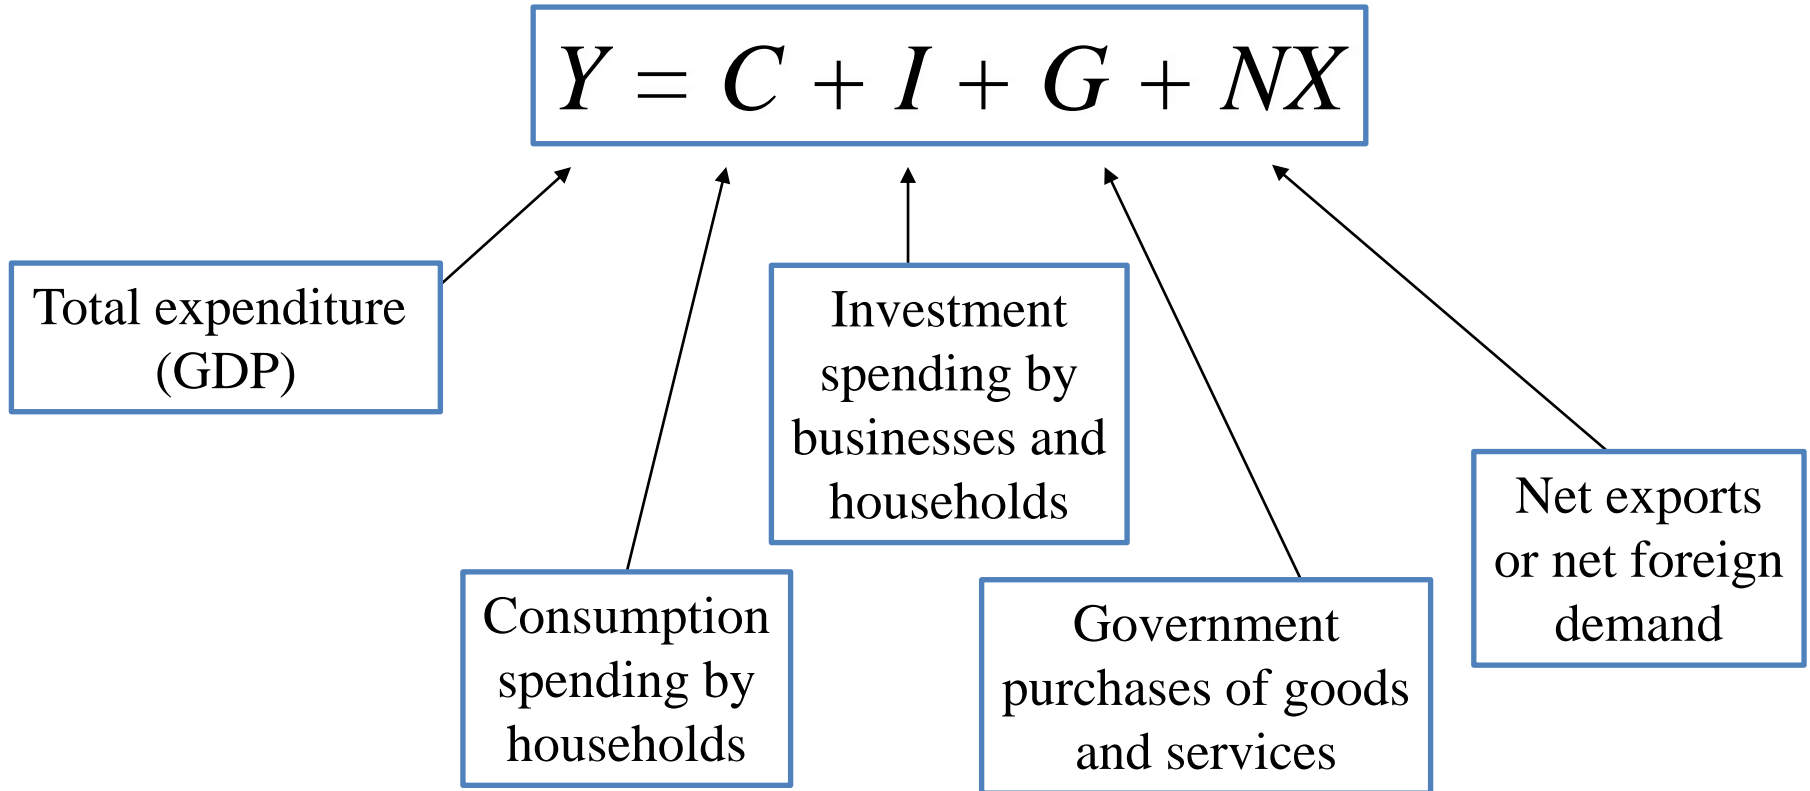 Y = C + I + G + NX
Total expenditure
(GDP)
Consumption
spending by
households
Investment
spending by
businesses and
households
Government
purchases of goods
and services
Net exports
or net foreign
demand